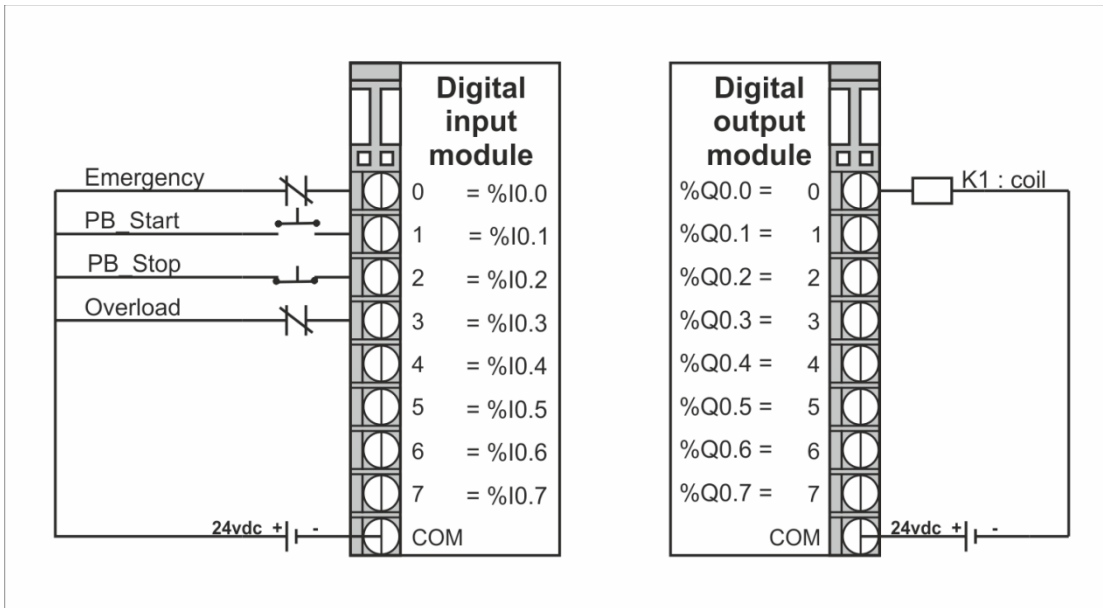 Digital
input
module
Emergency
0 = %I0.0
PB_Start
1 = %I0.1
PB_Stop
2 = %I0.2
Overload
3 = %I0.3
4 = %I0.4
5 = %I0.5
6 = %I0.6
7 = %I0.7
24vdc + -
COM
Digital
output
module
%Q0.0 = 0
K1 : coil
%Q0.1 = 1
%Q0.2 = 2
%Q0.3 = 3
%Q0.4 = 4
%Q0.5 = 5
%Q0.6 = 6
%Q0.7 = 7
COM
24vdc + -